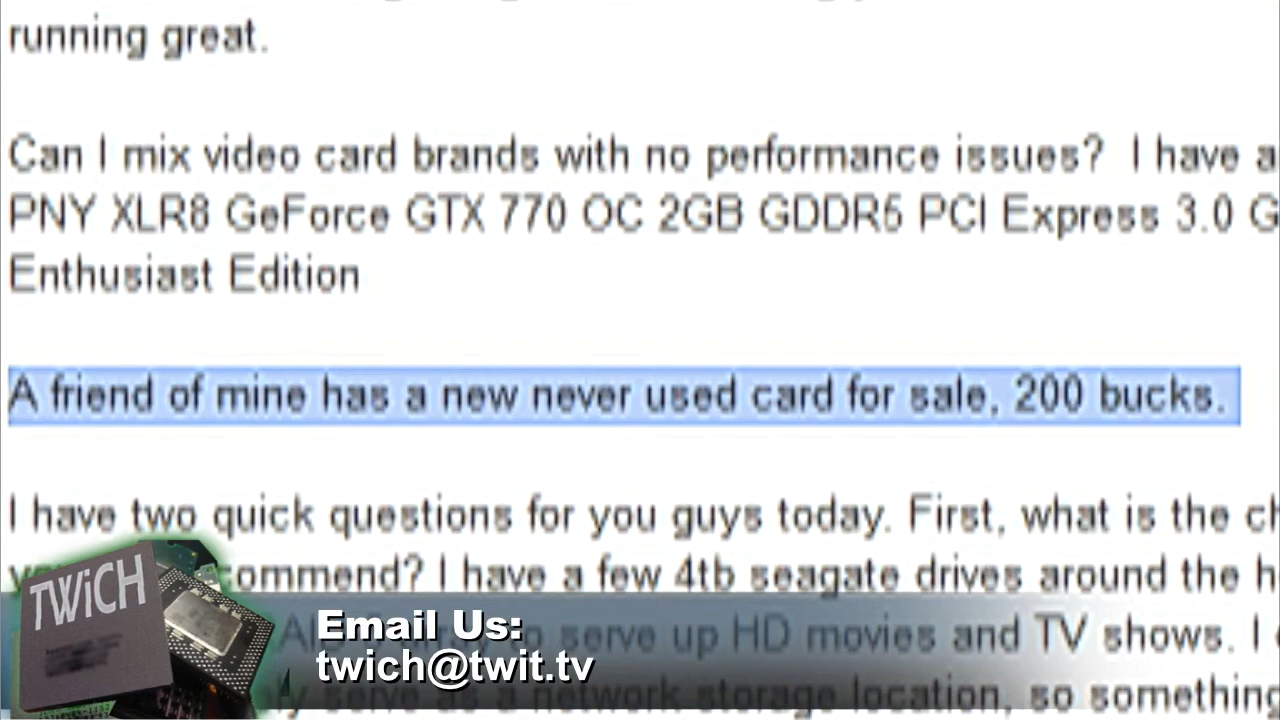 running great.
Can I mix video card brands with no performance issues?  I have a
PNY XLR8 GeForce GTX 770 OC 2GB GDDR5 PCI Express 3.0 G
Enthusiast Edition
A friend of mine has a new never used card for sale, 200 bucks.
I have two quick questions for you guys today. First, what is the ch
commend? I have a few 4tb seagate drives around the h
serve up HD movies and TV shows. I
as a network storage location, so something
TWiCH
Email Us:
twich@twit.tv